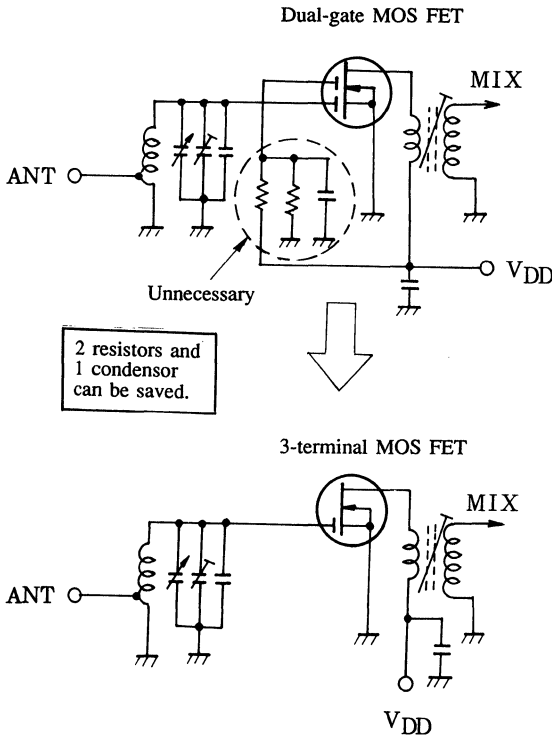 Dual-gate MOS FET
MIX
ANT
Unnecessary
VDD
2 resistors and
1 condensor
can be saved.
3-terminal MOS FET
MIX
ANT
VDD